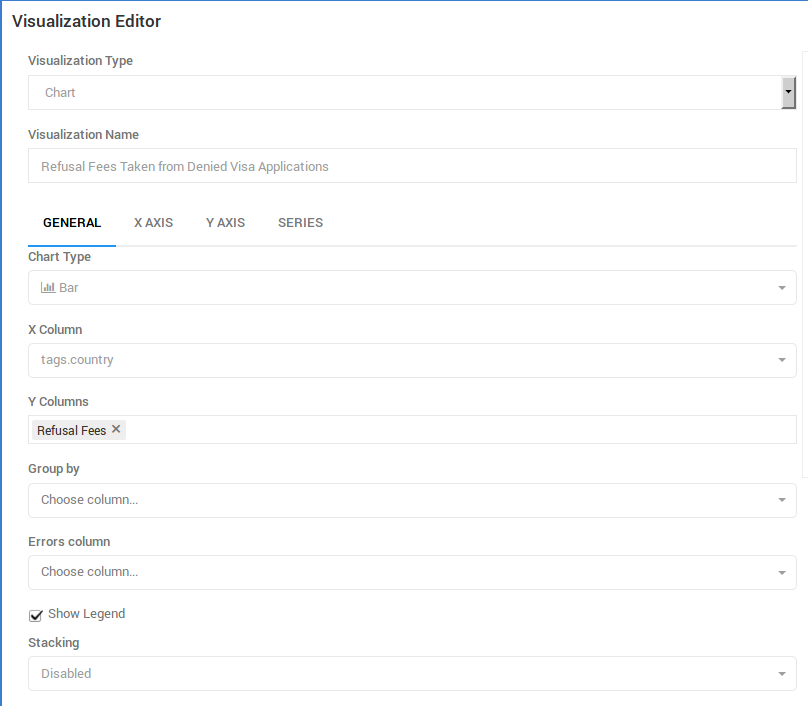 Visualization Editor
Visualization Type
Chart
Visualization Name
Refusal Fees Taken from Denied Visa Applications
GENERAL X AXIS Y AXIS SERIES
Chart Type
Bar
X Column
tags.country
Y Columns
Refusal Fees ✕
Group by
Choose column...
Errors column
Choose column...
Show Legend
Stacking
Disabled